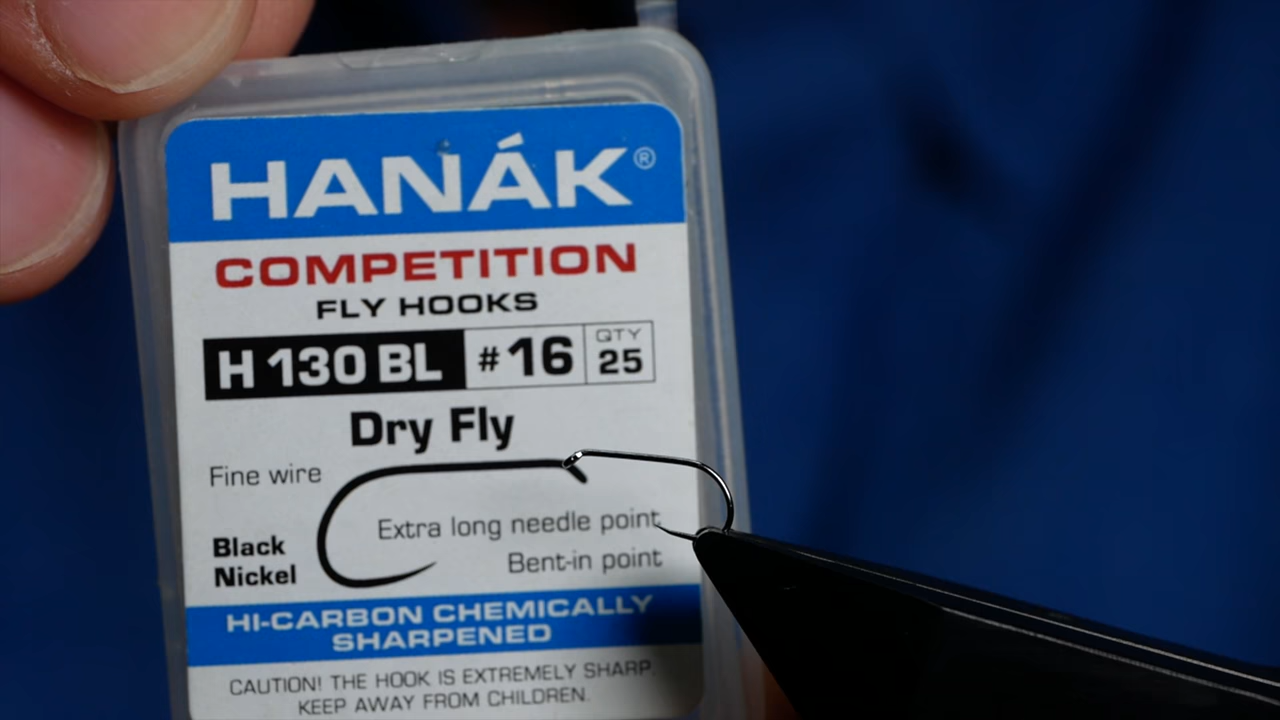 HANÁK®
COMPETITION
FLY HOOKS
H 130 BL #16 QTY 25
Dry Fly
Fine wire
Extra long needle point
Black
Nickel
Bent-in point
HI-CARBON CHEMICALLY
SHARPENED
CAUTION! THE HOOK IS EXTREMELY SHARP.
KEEP AWAY FROM CHILDREN.